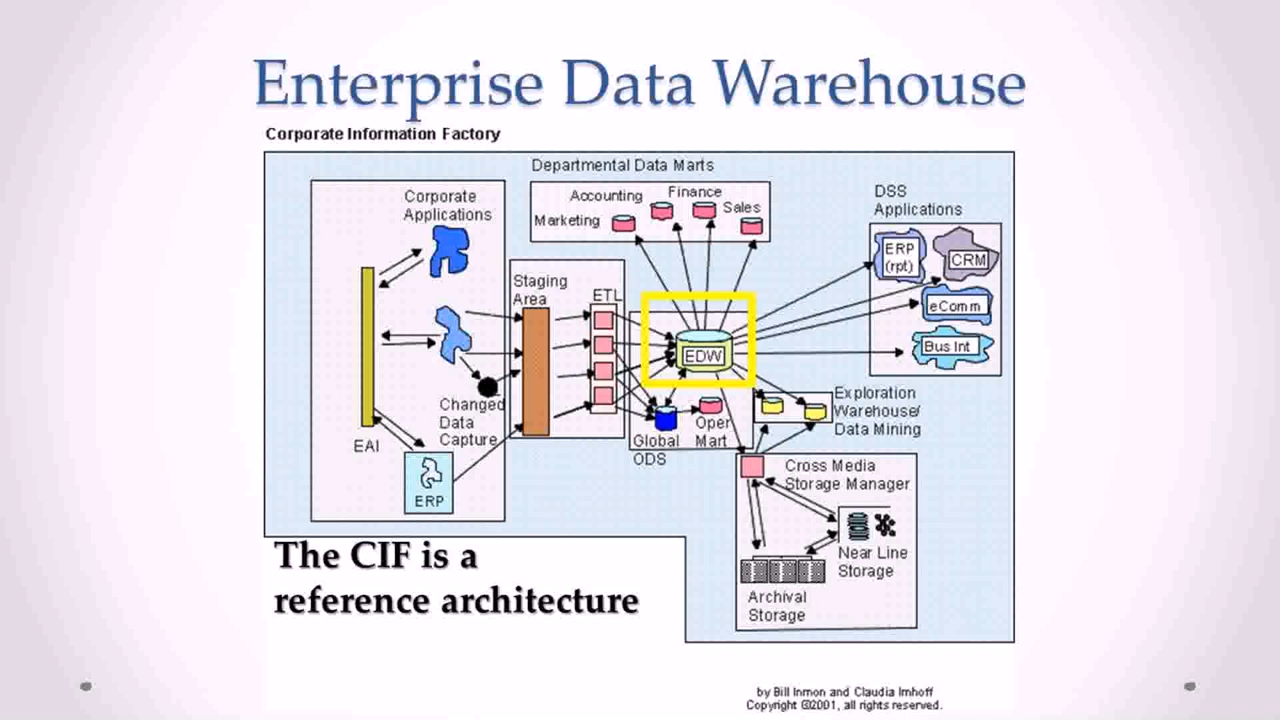 Enterprise Data Warehouse
Corporate Information Factory
Departmental Data Marts
Accounting
Finance
Marketing
Sales
DSS
Applications
ERP
(rpt)
CRM
eComm
Bus Int
Corporate
Applications
Staging
Area
ETL
EDW
Changed
Data
Capture
EAI
ERP
Global
ODS
Oper
Mart
Exploration
Warehouse/
Data Mining
Cross Media
Storage Manager
Near Line
Storage
Archival
Storage
The CIF is a
reference architecture
by Bill Inmon and Claudia Imhoff
Copyright ©2001, all rights reserved.